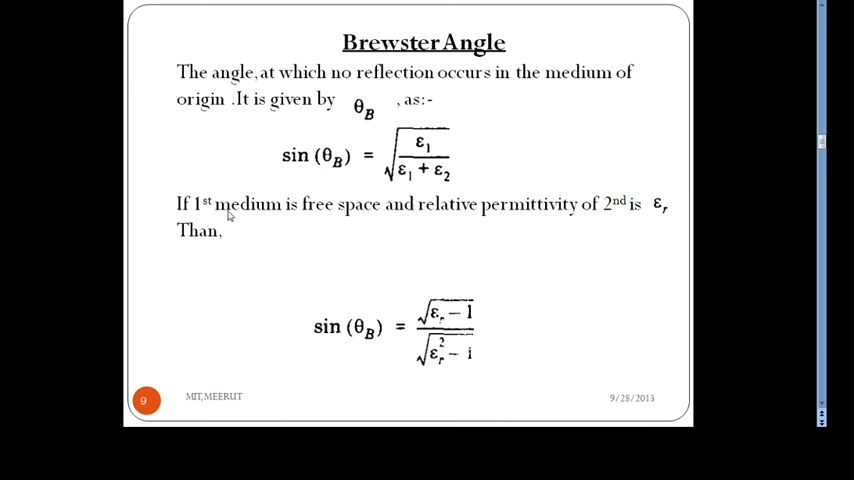 Brewster Angle
The angle, at which no reflection occurs in the medium of
origin .It is given by θB , as:-
sin (θB) = √(ε1 / (ε1 + ε2))
If 1st medium is free space and relative permittivity of 2nd is εr
Than,
sin (θB) = √(εr − 1) / √(εr² − i)
9 MIT, MEERUT 9/28/2013